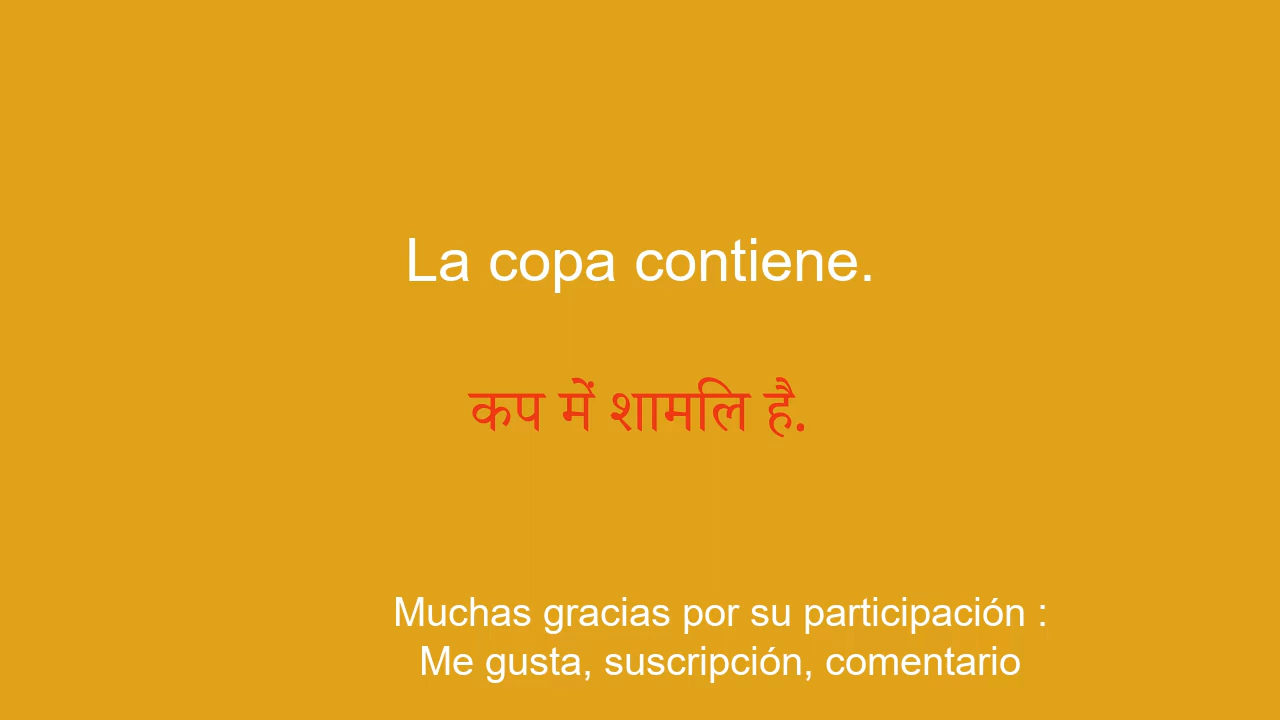 La copa contiene.
कप में शामलि है.
Muchas gracias por su participación :
Me gusta, suscripción, comentario